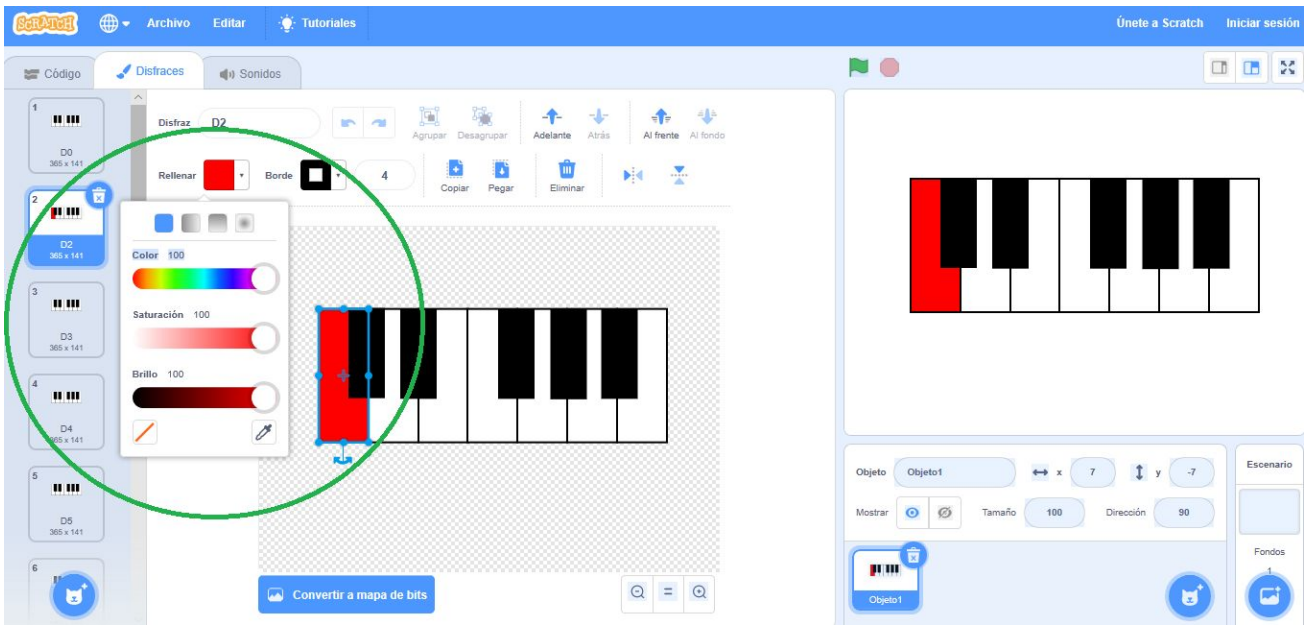 SCRATCH Archivo Editar Tutoriales Únete a Scratch Iniciar sesión
Código Disfraces Sonidos
1
D0
365 x 141
2
D2
365 x 141
3
D3
365 x 141
4
D4
365 x 141
5
D5
365 x 141
6
Disfraz D2
Agrupar Desagrupar Adelante Atrás Al frente Al fondo
Rellenar Borde 4
Copiar Pegar Eliminar
Color 100
Saturación 100
Brillo 100
Convertir a mapa de bits
Objeto Objeto1 x 7 y -7
Mostrar Tamaño 100 Dirección 90
Objeto1
Escenario
Fondos
1